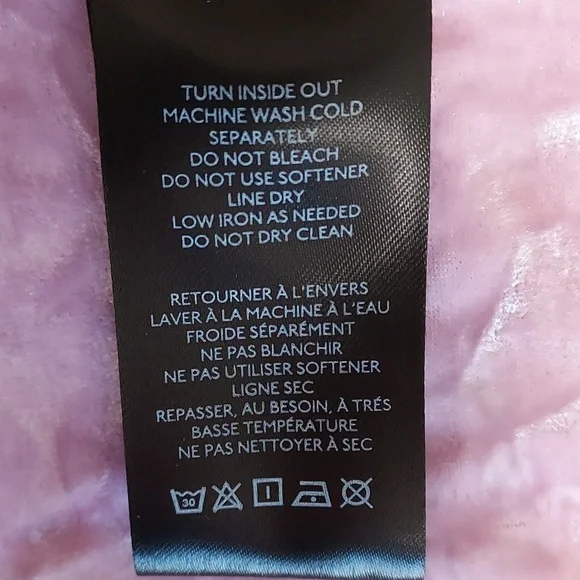 TURN INSIDE OUT
MACHINE WASH COLD
SEPARATELY
DO NOT BLEACH
DO NOT USE SOFTENER
LINE DRY
LOW IRON AS NEEDED
DO NOT DRY CLEAN
RETOURNER À L'ENVERS
LAVER À LA MACHINE À L'EAU
FROIDE SÉPARÉMENT
NE PAS BLANCHIR
NE PAS UTILISER SOFTENER
LIGNE SEC
REPASSER, AU BESOIN, À TRÉS
BASSE TEMPÉRATURE
NE PAS NETTOYER À SEC
30